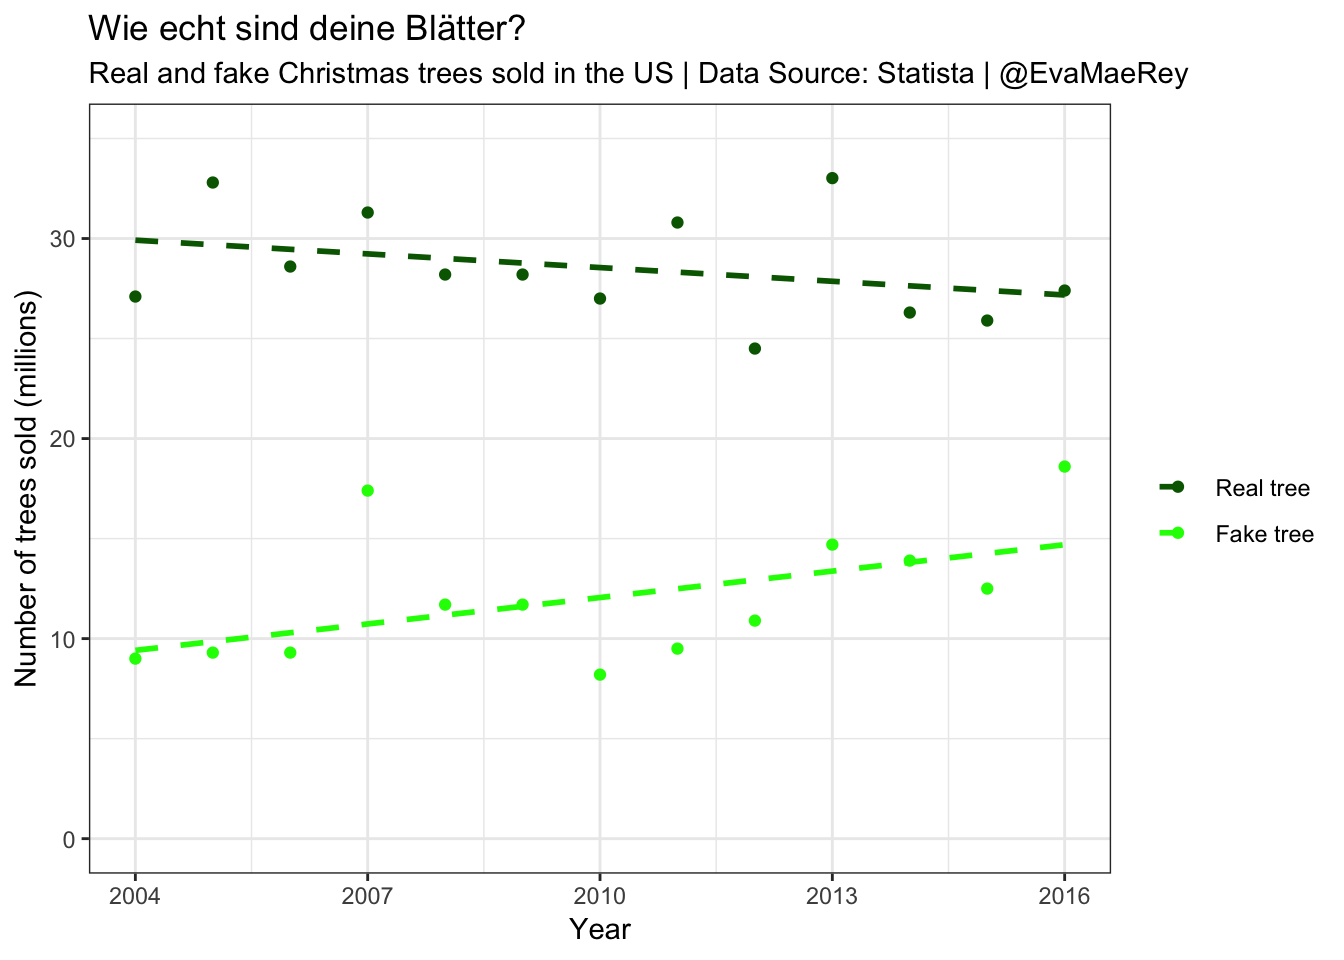 Wie echt sind deine Blätter?
Real and fake Christmas trees sold in the US | Data Source: Statista | @EvaMaeRey
Number of trees sold (millions)
30
20
10
0
2004 2007 2010 2013 2016
Year
Real tree
Fake tree